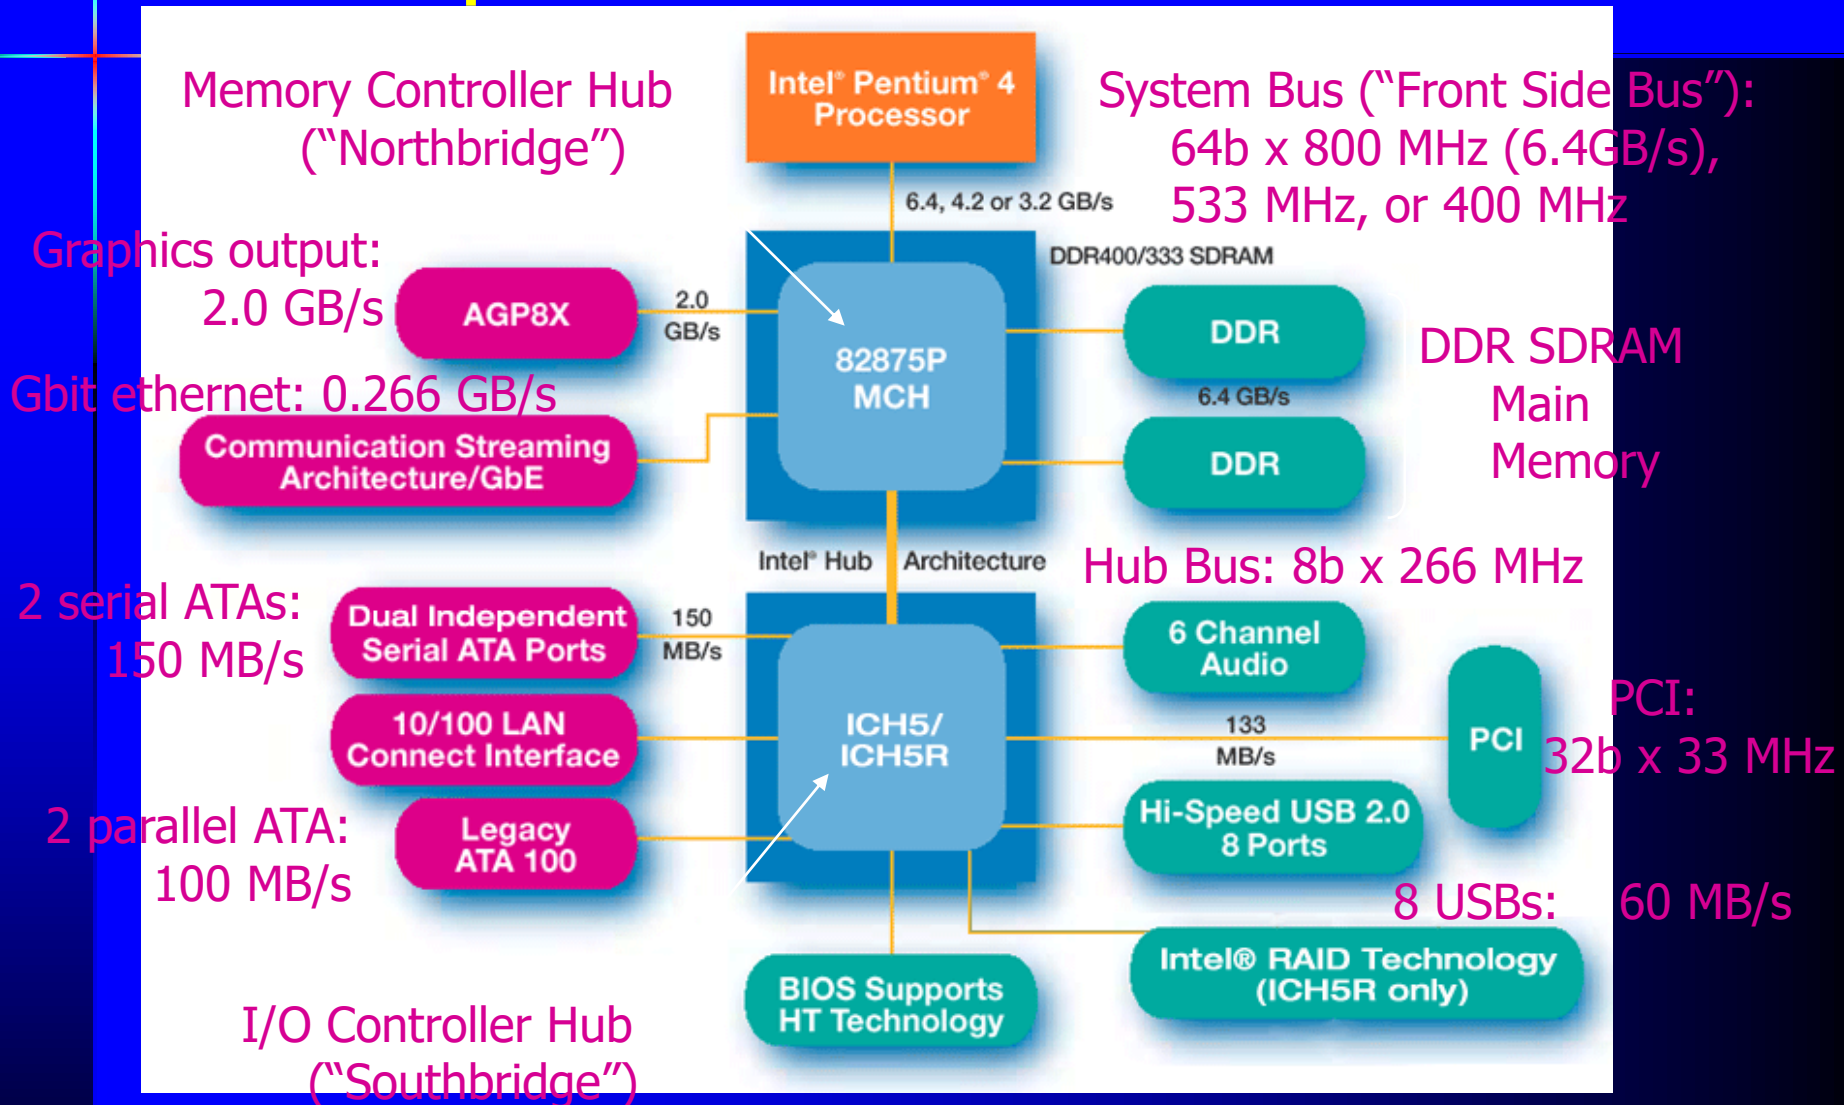 Intel® Pentium® 4
Processor
Memory Controller Hub
(“Northbridge”)
System Bus (“Front Side Bus”):
64b x 800 MHz (6.4GB/s),
533 MHz, or 400 MHz
6.4, 4.2 or 3.2 GB/s
DDR400/333 SDRAM
Graphics output:
2.0 GB/s
AGP8X
2.0
GB/s
82875P
MCH
DDR
6.4 GB/s
DDR
DDR SDRAM
Main
Memory
Gbit ethernet: 0.266 GB/s
Communication Streaming
Architecture/GbE
Intel® Hub Architecture
Hub Bus: 8b x 266 MHz
2 serial ATAs:
150 MB/s
Dual Independent
Serial ATA Ports
150
MB/s
6 Channel
Audio
10/100 LAN
Connect Interface
ICH5/
ICH5R
133
MB/s
PCI
PCI:
32b x 33 MHz
2 parallel ATA:
100 MB/s
Legacy
ATA 100
Hi-Speed USB 2.0
8 Ports
8 USBs: 60 MB/s
Intel® RAID Technology
(ICH5R only)
BIOS Supports
HT Technology
I/O Controller Hub
(“Southbridge”)